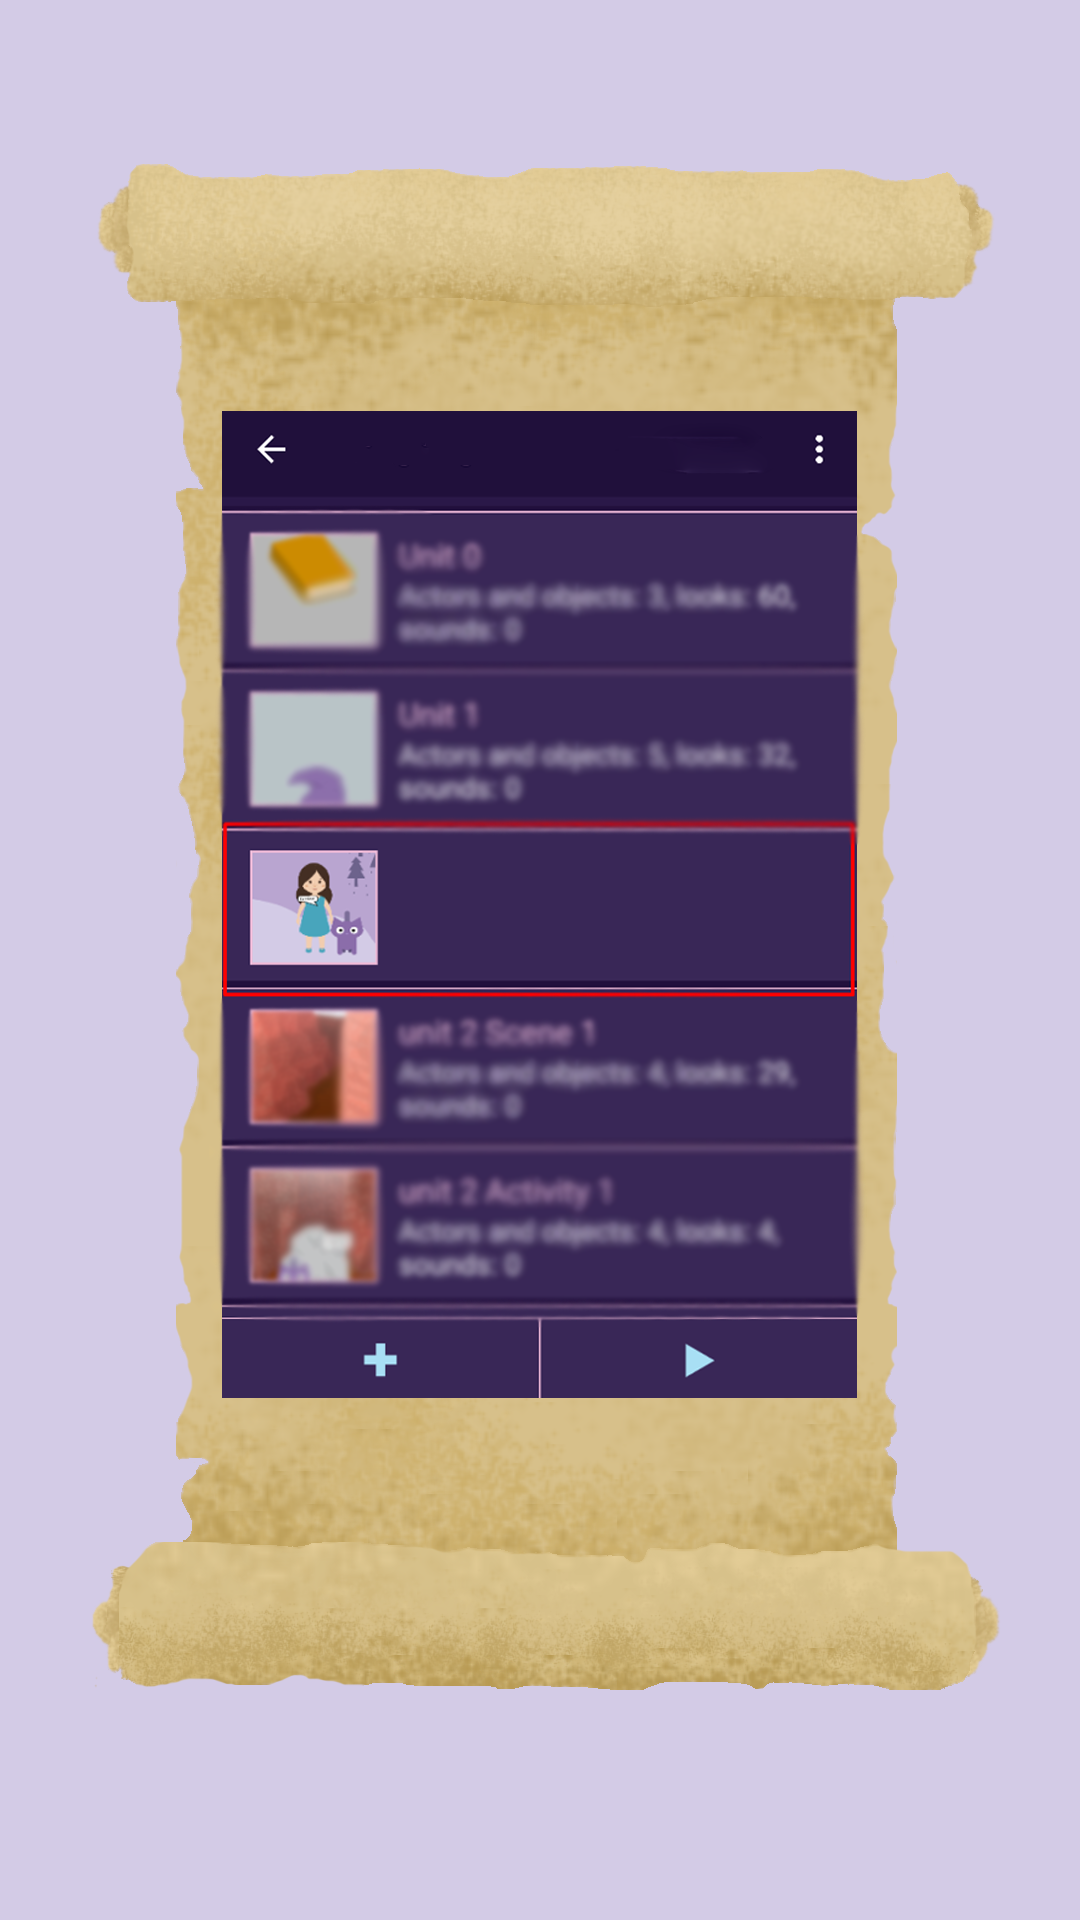 Unit 0
Actors and objects: 3, looks: 60,
sounds: 0
Unit 1
Actors and objects: 5, looks: 32,
sounds: 0
unit 2 Scene 1
Actors and objects: 4, looks: 29,
sounds: 0
unit 2 Activity 1
Actors and objects: 4, looks: 4,
sounds: 0